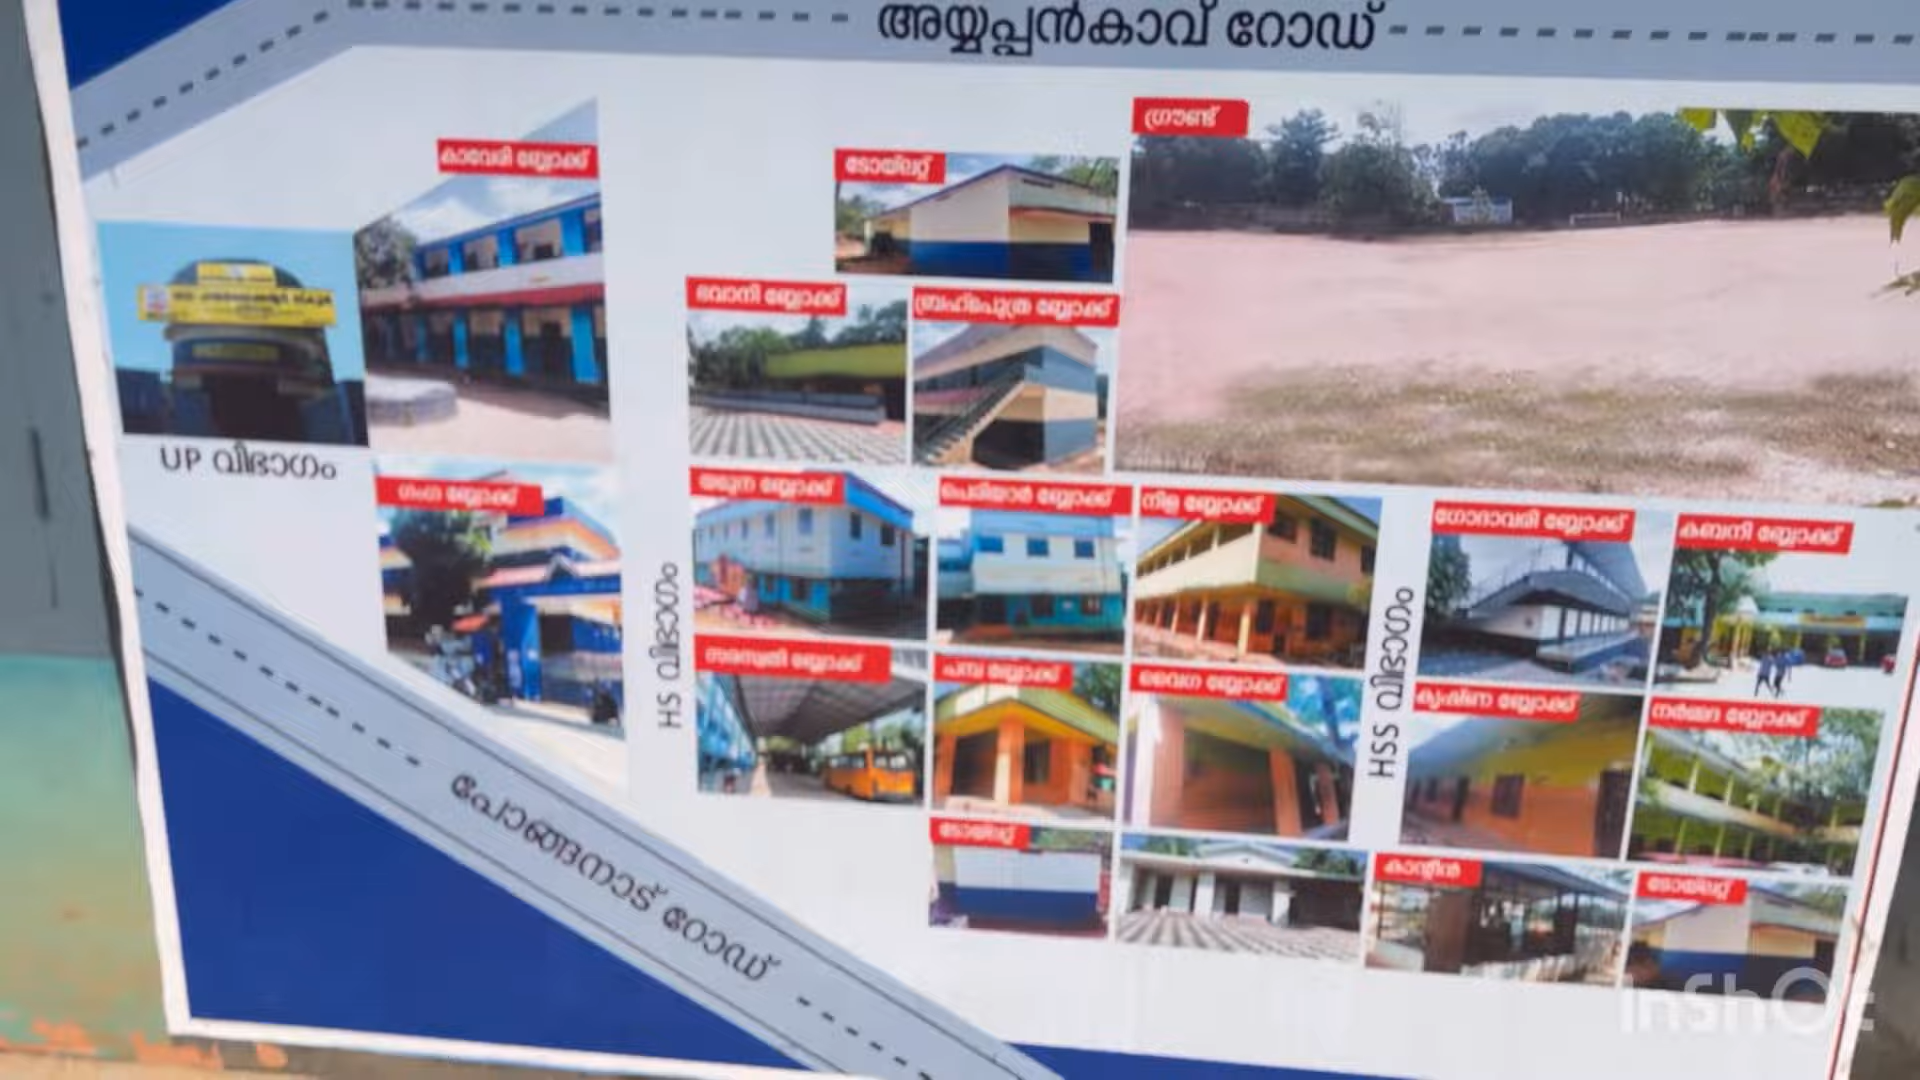 അയ്യപ്പൻകാവ് റോഡ്
ഗ്രൗണ്ട്
കാവേരി ബ്ലോക്ക്
ടോയ്ലറ്റ്
ഭവാനി ബ്ലോക്ക്
ബ്രഹ്മപുത്ര ബ്ലോക്ക്
UP വിഭാഗം
ഗംഗ ബ്ലോക്ക്
യമുന ബ്ലോക്ക്
പെരിയാർ ബ്ലോക്ക്
നിള ബ്ലോക്ക്
ഗോദാവരി ബ്ലോക്ക്
കബനി ബ്ലോക്ക്
HS വിഭാഗം
HSS വിഭാഗം
സരസ്വതി ബ്ലോക്ക്
പമ്പ ബ്ലോക്ക്
വൈഗ ബ്ലോക്ക്
കൃഷ്ണ ബ്ലോക്ക്
നർമ്മദ ബ്ലോക്ക്
പോങ്ങനാട് റോഡ്
ടോയ്ലറ്റ്
കാന്റീൻ
ടോയ്ലറ്റ്
InShOt